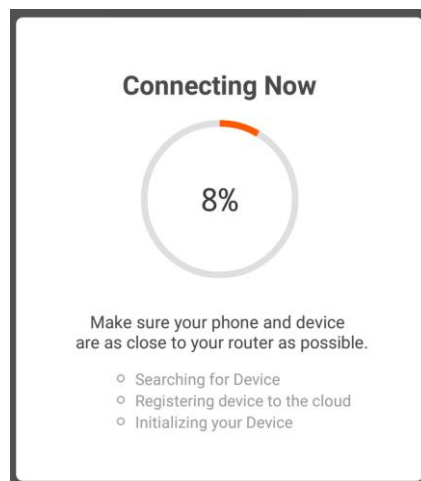 Connecting Now
8%
Make sure your phone and device
are as close to your router as possible.
Searching for Device
Registering device to the cloud
Initializing your Device